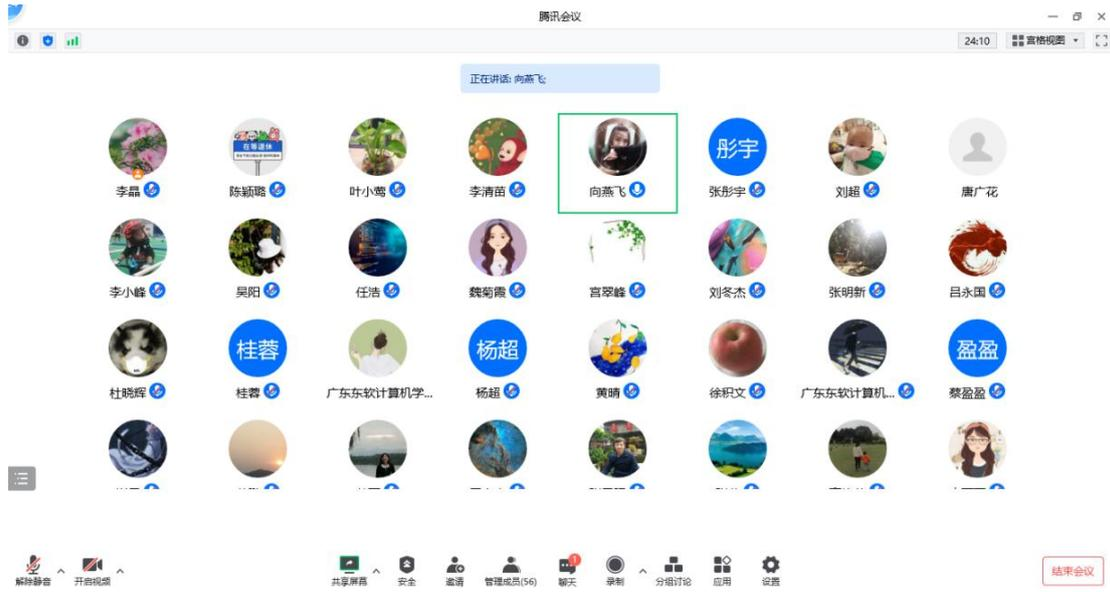 腾讯会议
24:10 宫格视图
正在讲话: 向燕飞;
在等退休
彤宇
李晶 陈颖璐 叶小莺 李清苗 向燕飞 张彤宇 刘超 唐广花
李小峰 吴阳 任浩 魏菊霞 宫翠峰 刘冬杰 张明新 吕永国
桂蓉 杨超 盈盈
杜晓辉 桂蓉 广东东软计算机学... 杨超 黄晴 徐积文 广东东软计算机... 蔡盈盈
1
解除静音 开启视频 共享屏幕 安全 邀请 管理成员(56) 聊天 录制 分组讨论 应用 设置 结束会议